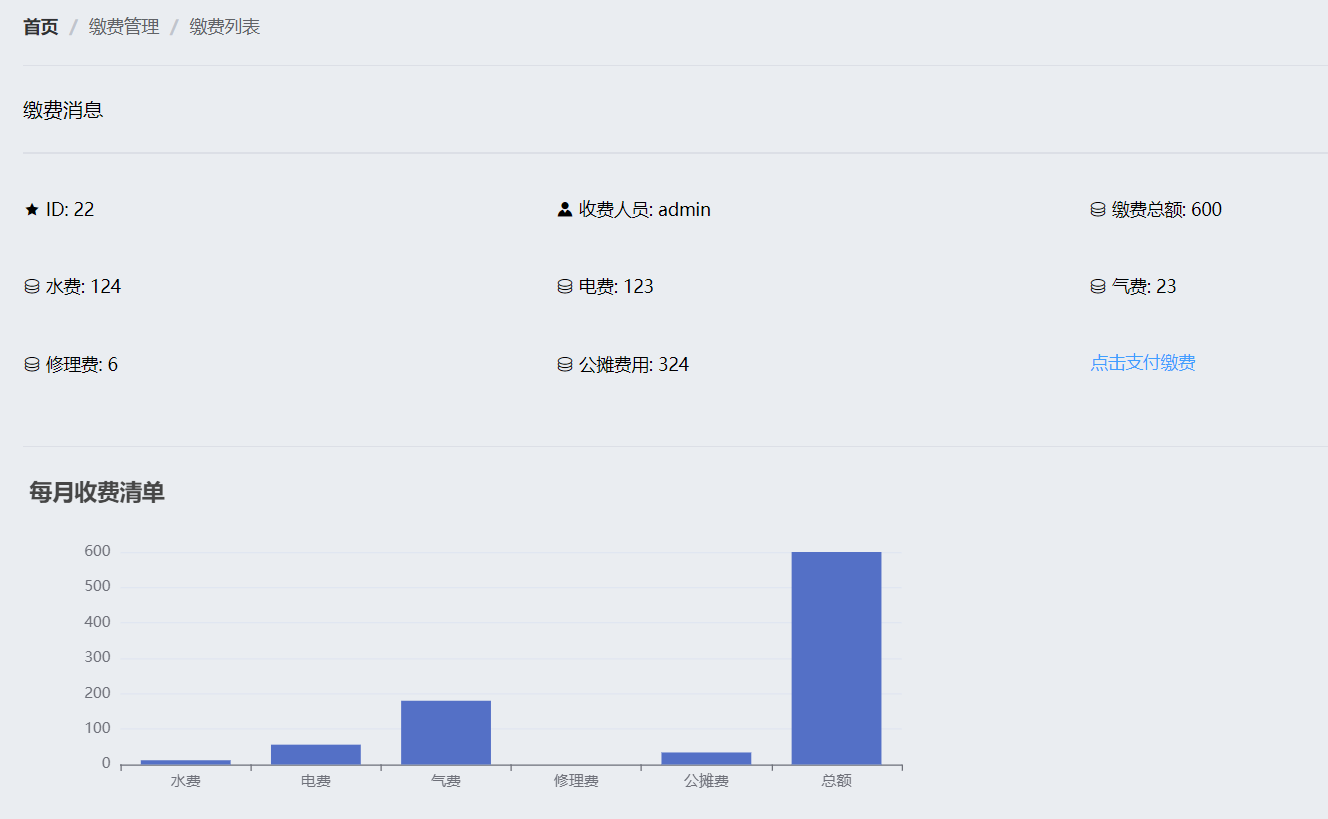 首页 / 缴费管理 / 缴费列表
缴费消息
ID: 22 收费人员: admin 缴费总额: 600
水费: 124 电费: 123 气费: 23
修理费: 6 公摊费用: 324 点击支付缴费
每月收费清单
600
500
400
300
200
100
0
水费 电费 气费 修理费 公摊费 总额